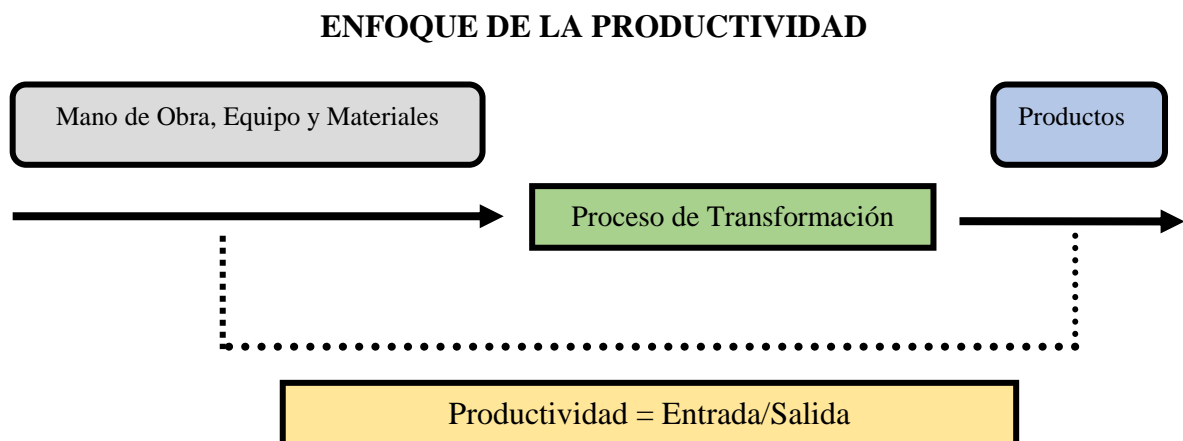 ENFOQUE DE LA PRODUCTIVIDAD
Mano de Obra, Equipo y Materiales
Productos
Proceso de Transformación
Productividad = Entrada/Salida